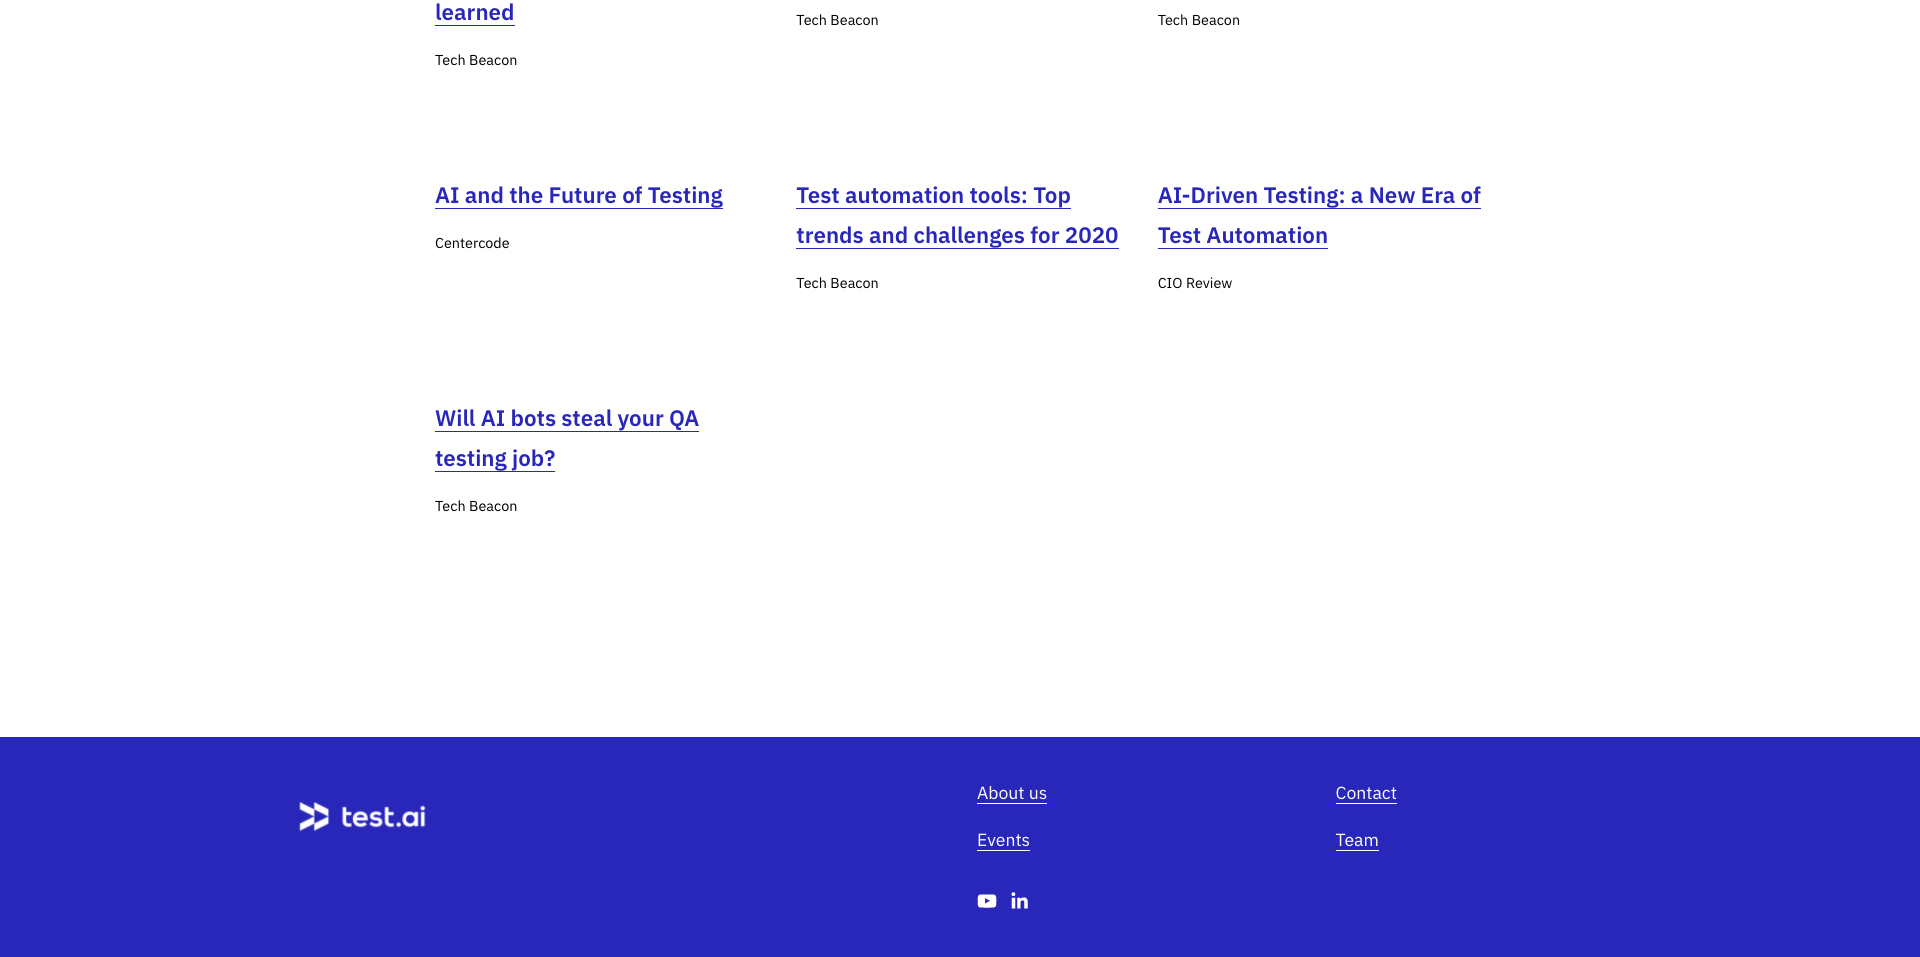 learned
Tech Beacon
Tech Beacon
Tech Beacon
AI and the Future of Testing
Centercode
Test automation tools: Top
trends and challenges for 2020
Tech Beacon
AI-Driven Testing: a New Era of
Test Automation
CIO Review
Will AI bots steal your QA
testing job?
Tech Beacon
test.ai
About us
Events
Contact
Team
in